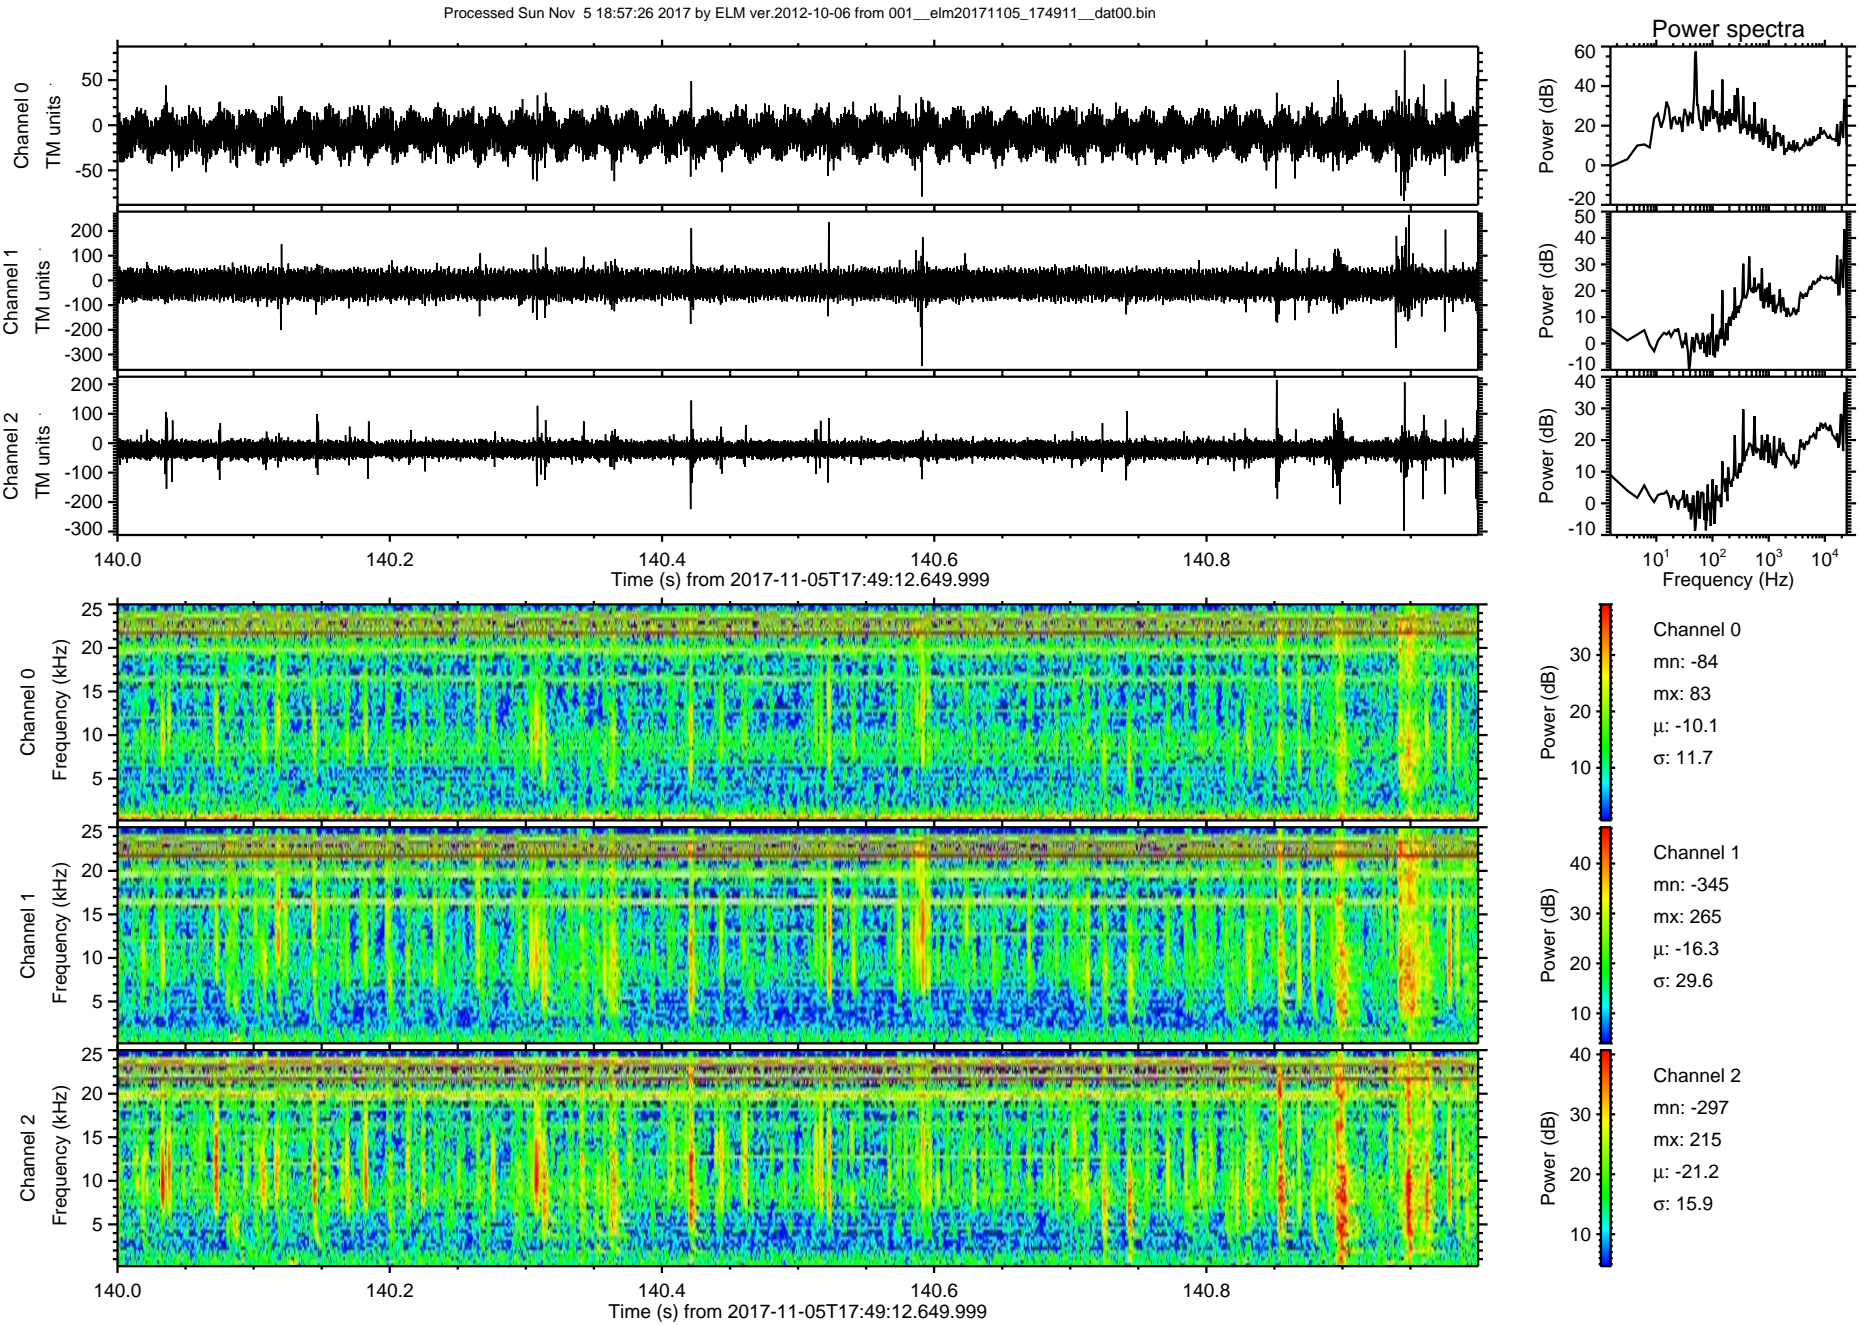 Processed Sun Nov  5 18:57:26 2017 by ELM ver.2012-10-06 from 001__elm20171105_174911__dat00.bin
Power spectra
Channel 0
TM units
50
0
-50
Power (dB)
60
40
20
0
-20
Channel 1
TM units
200
100
0
-100
-200
-300
Power (dB)
50
40
30
20
10
0
-10
Channel 2
TM units
200
100
0
-100
-200
-300
Power (dB)
40
30
20
10
0
-10
140.0 140.2 140.4 140.6 140.8
Time (s) from 2017-11-05T17:49:12.649.999
10^1 10^2 10^3 10^4
Frequency (Hz)
Channel 0
Frequency (kHz)
25
20
15
10
5
Power (dB)
30
20
10
Channel 0
mn: -84
mx: 83
μ: -10.1
σ: 11.7
Channel 1
Frequency (kHz)
25
20
15
10
5
Power (dB)
40
30
20
10
Channel 1
mn: -345
mx: 265
μ: -16.3
σ: 29.6
Channel 2
Frequency (kHz)
25
20
15
10
5
Power (dB)
40
30
20
10
Channel 2
mn: -297
mx: 215
μ: -21.2
σ: 15.9
140.0 140.2 140.4 140.6 140.8
Time (s) from 2017-11-05T17:49:12.649.999